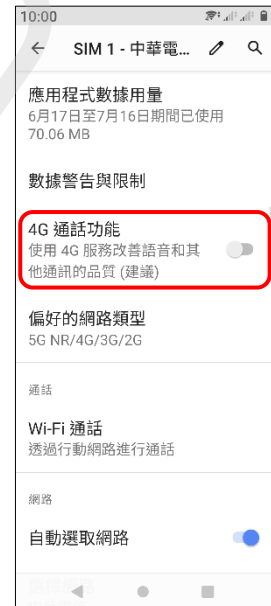 10:00
SIM 1 - 中華電...
應用程式數據用量
6月17日至7月16日期間已使用
70.06 MB
數據警告與限制
4G 通話功能
使用 4G 服務改善語音和其
他通訊的品質 (建議)
偏好的網路類型
5G NR/4G/3G/2G
通話
Wi-Fi 通話
透過行動網路進行通話
網路
自動選取網路